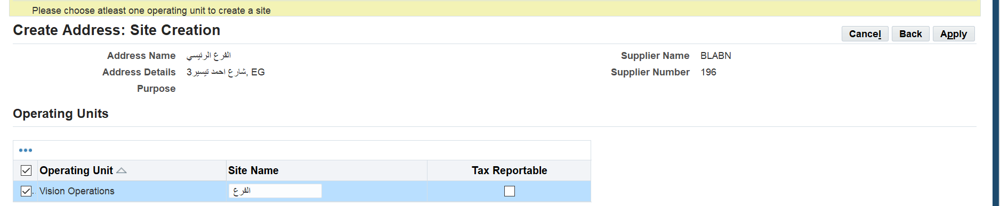 Please choose atleast one operating unit to create a site
Create Address: Site Creation
Cancel Back Apply
Address Name الفرع الرئيسي
Supplier Name BLABN
Address Details 3شارع احمد تيسير, EG
Supplier Number 196
Purpose
Operating Units
Operating Unit Site Name Tax Reportable
Vision Operations الفرع